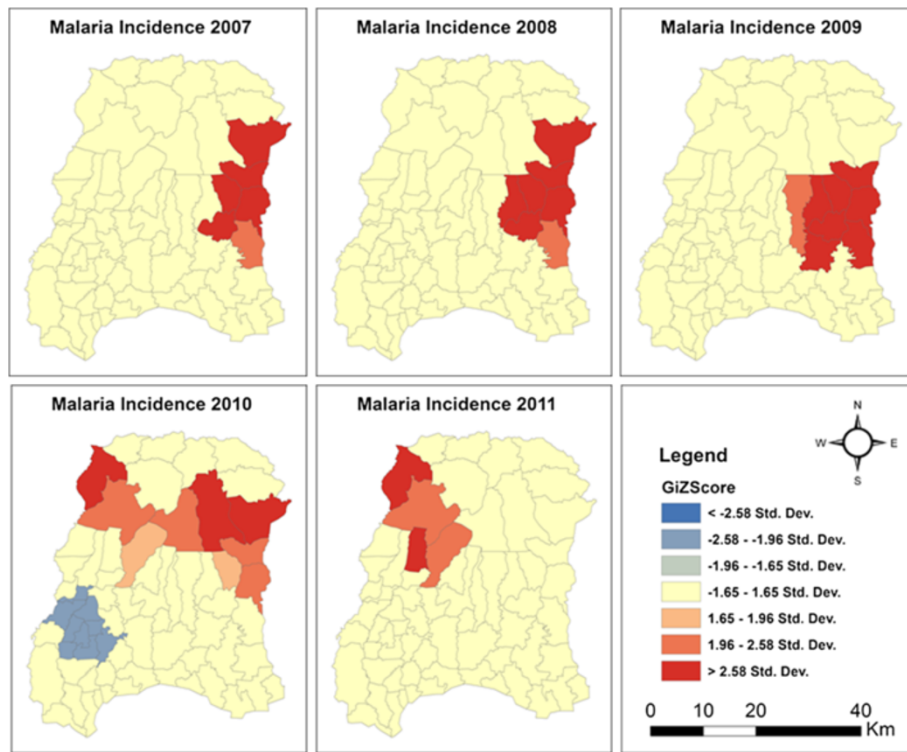 Malaria Incidence 2007
Malaria Incidence 2008
Malaria Incidence 2009
Malaria Incidence 2010
Malaria Incidence 2011
N
W
E
S
Legend
GiZScore
< -2.58 Std. Dev.
-2.58 - -1.96 Std. Dev.
-1.96 - -1.65 Std. Dev.
-1.65 - 1.65 Std. Dev.
1.65 - 1.96 Std. Dev.
1.96 - 2.58 Std. Dev.
> 2.58 Std. Dev.
0 10 20 40
Km